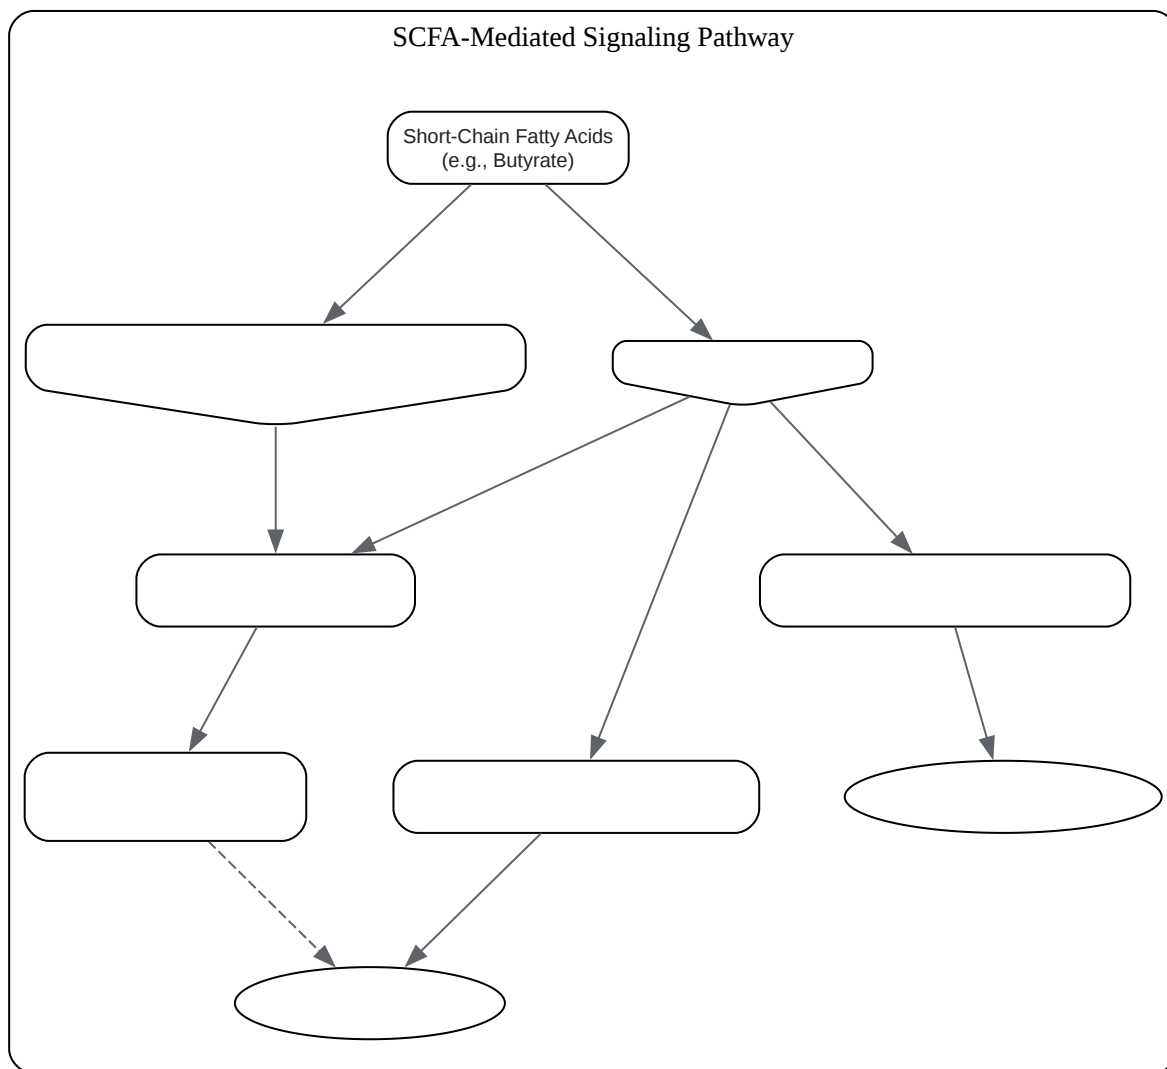 SCFA-Mediated Signaling Pathway
Short-Chain Fatty Acids
(e.g., Butyrate)